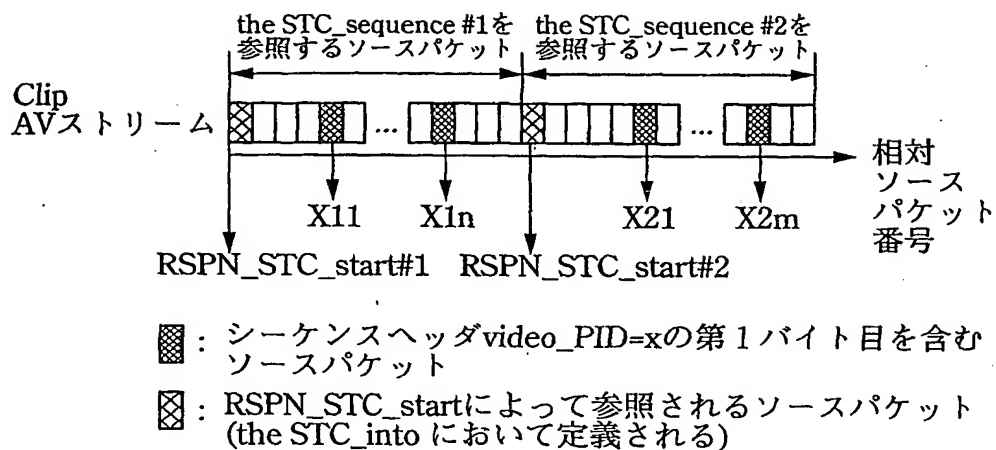 the STC_sequence #1を
参照するソースパケット
the STC_sequence #2を
参照するソースパケット
Clip
AVストリーム
...
...
相対
ソース
パケット
番号
X11
X1n
X21
X2m
RSPN_STC_start#1
RSPN_STC_start#2
: シーケンスヘッダvideo_PID=xの第1バイト目を含む
ソースパケット
: RSPN_STC_startによって参照されるソースパケット
(the STC_into において定義される)